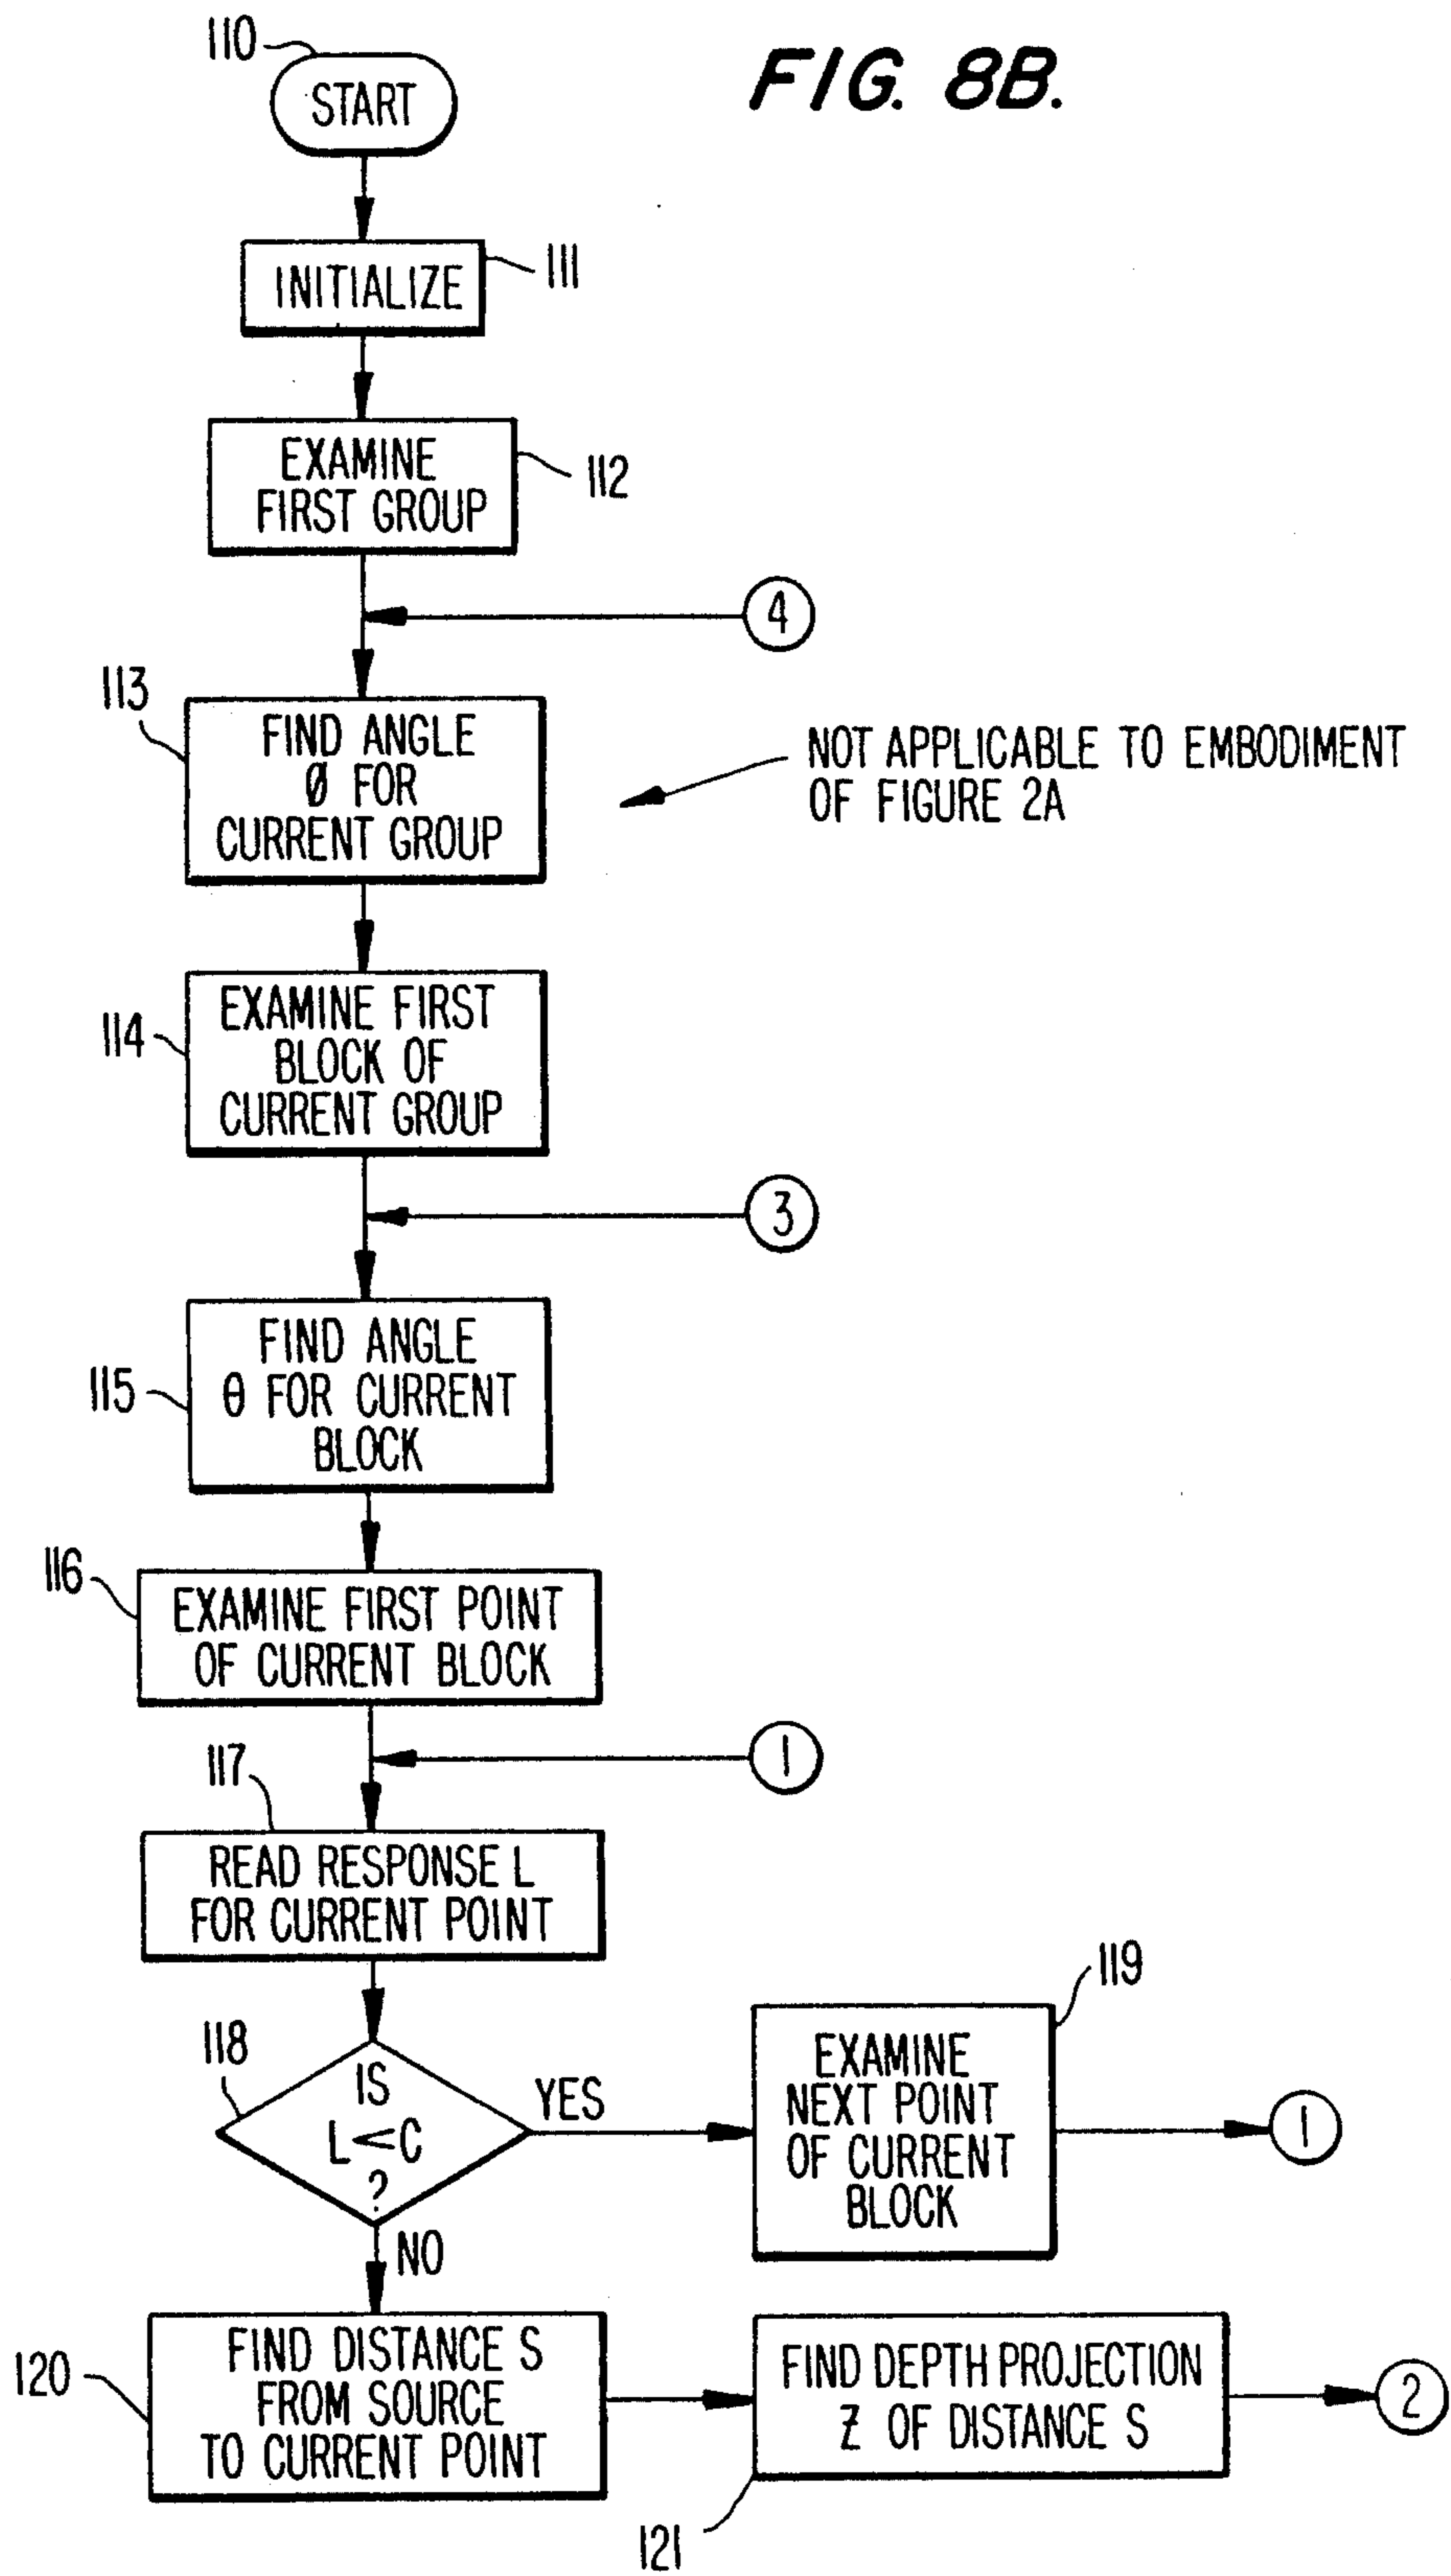 110
START
FIG. 8B.
INITIALIZE
111
EXAMINE
FIRST GROUP
112
4
113
FIND ANGLE
Ø FOR
CURRENT GROUP
NOT APPLICABLE TO EMBODIMENT
OF FIGURE 2A
114
EXAMINE FIRST
BLOCK OF
CURRENT GROUP
3
115
FIND ANGLE
θ FOR CURRENT
BLOCK
116
EXAMINE FIRST POINT
OF CURRENT BLOCK
1
117
READ RESPONSE L
FOR CURRENT POINT
118
IS
L<C
?
YES
NO
119
EXAMINE
NEXT POINT
OF CURRENT
BLOCK
1
120
FIND DISTANCE S
FROM SOURCE
TO CURRENT POINT
FIND DEPTH PROJECTION
Z OF DISTANCE S
2
121